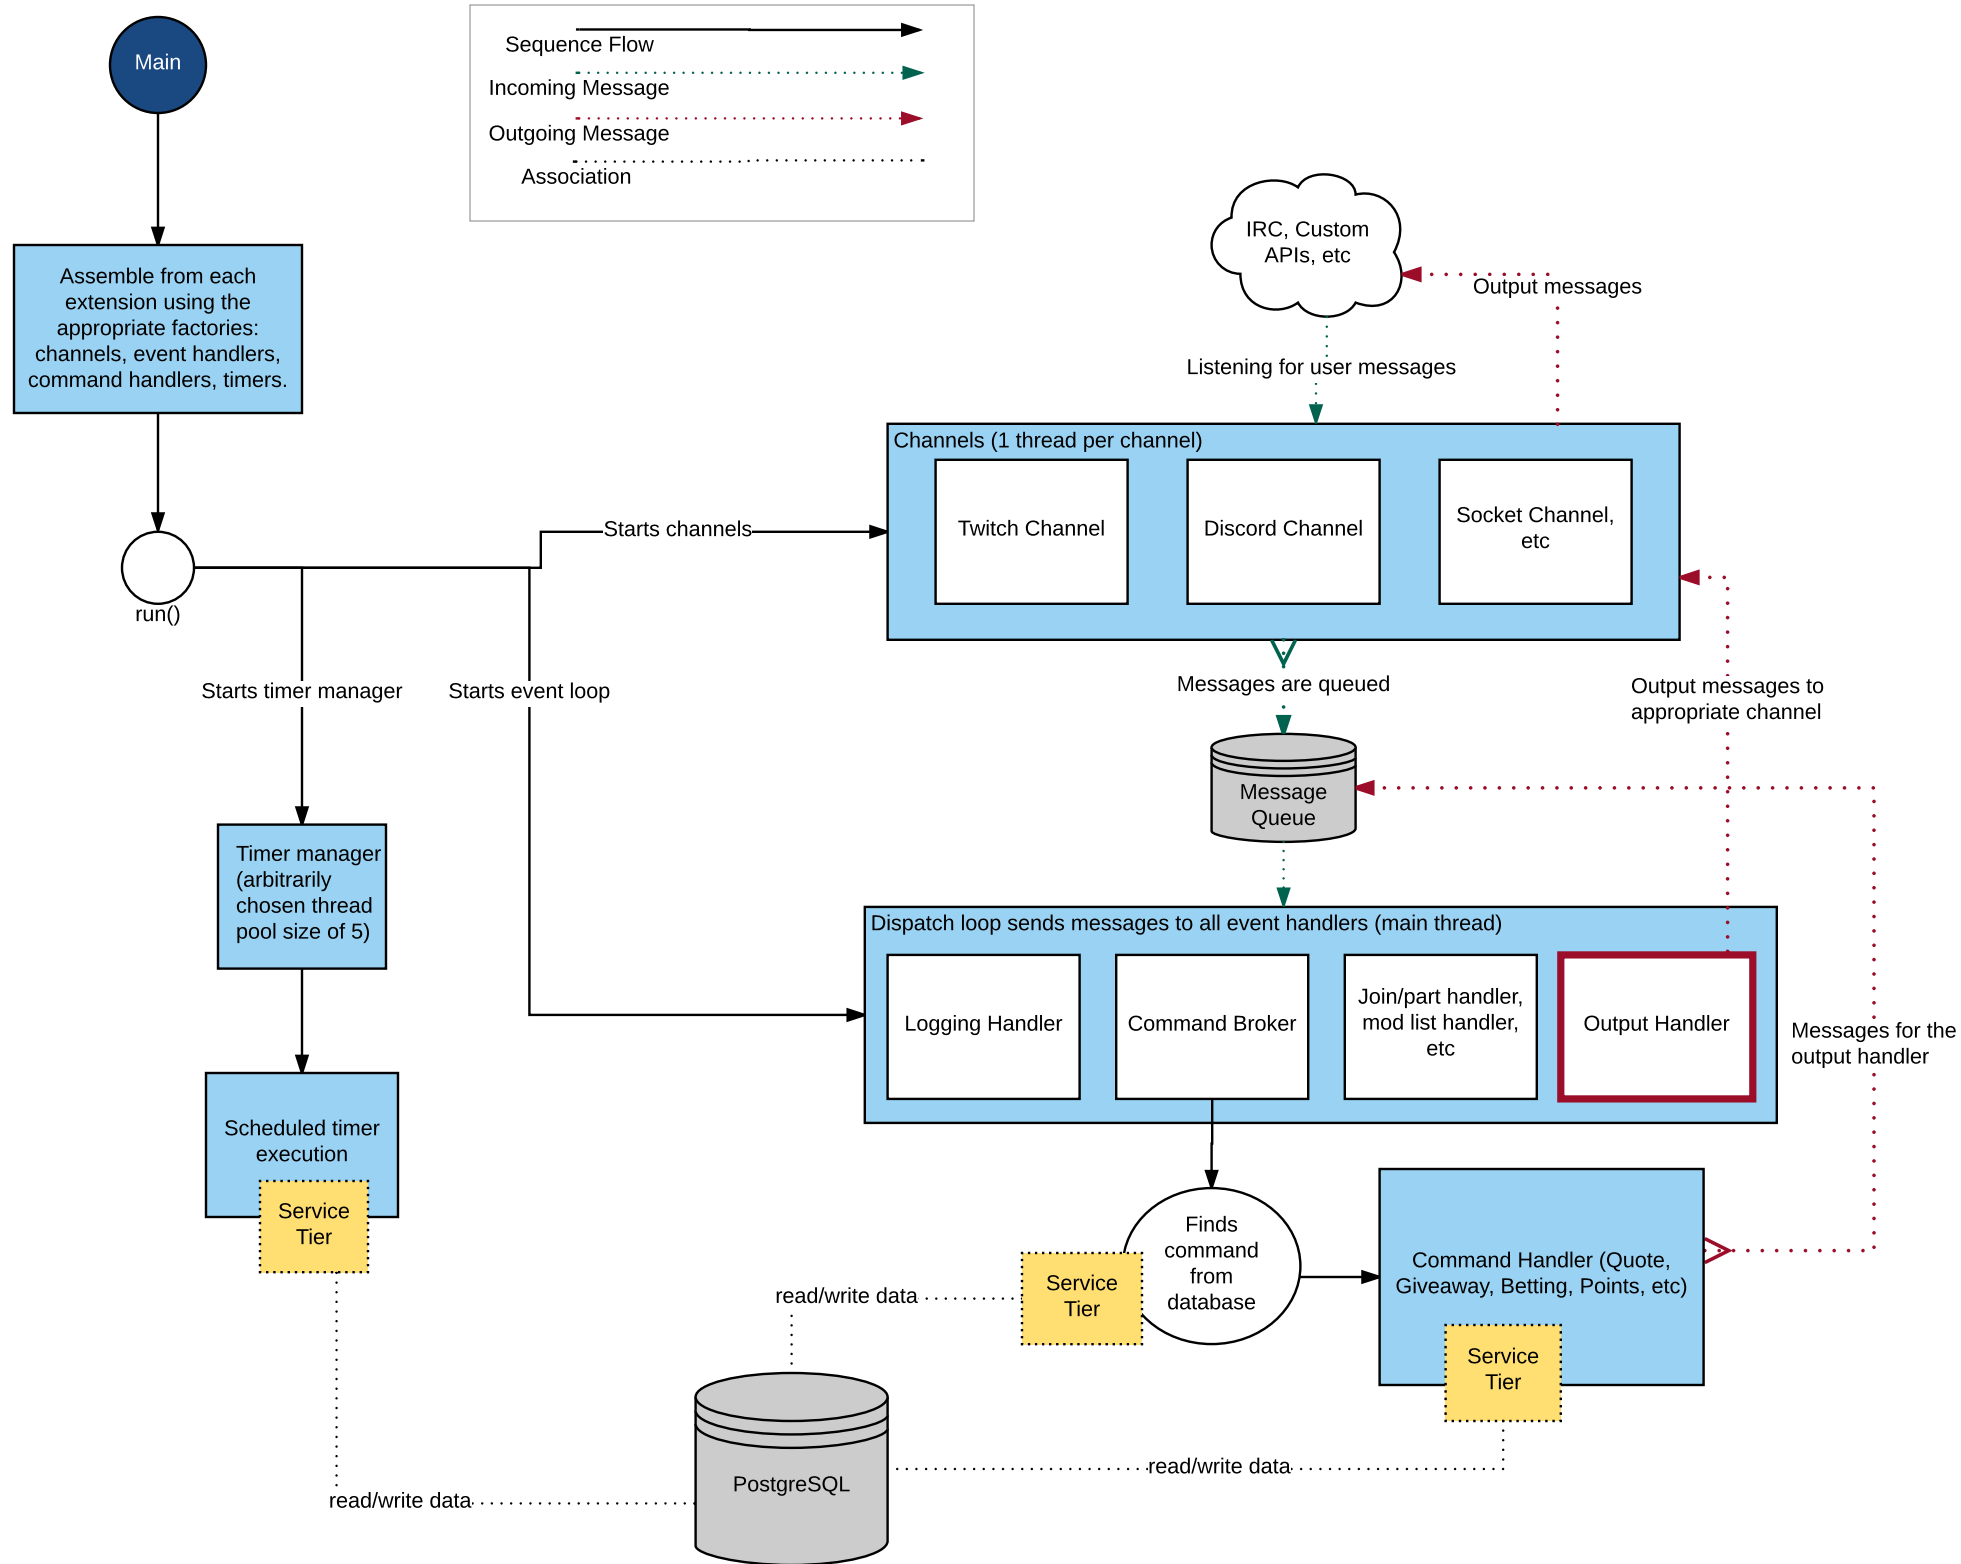 Main
Sequence Flow
Incoming Message
Outgoing Message
Association
Assemble from each
extension using the
appropriate factories:
channels, event handlers,
command handlers, timers.
run()
IRC, Custom
APIs, etc
Output messages
Listening for user messages
Channels (1 thread per channel)
Twitch Channel
Discord Channel
Socket Channel,
etc
Starts channels
Starts timer manager
Starts event loop
Messages are queued
Output messages to
appropriate channel
Message
Queue
Timer manager
(arbitrarily
chosen thread
pool size of 5)
Dispatch loop sends messages to all event handlers (main thread)
Logging Handler
Command Broker
Join/part handler,
mod list handler,
etc
Output Handler
Messages for the
output handler
Scheduled timer
execution
Service
Tier
Finds
command
from
database
Service
Tier
Command Handler (Quote,
Giveaway, Betting, Points, etc)
Service
Tier
read/write data
PostgreSQL
read/write data
read/write data